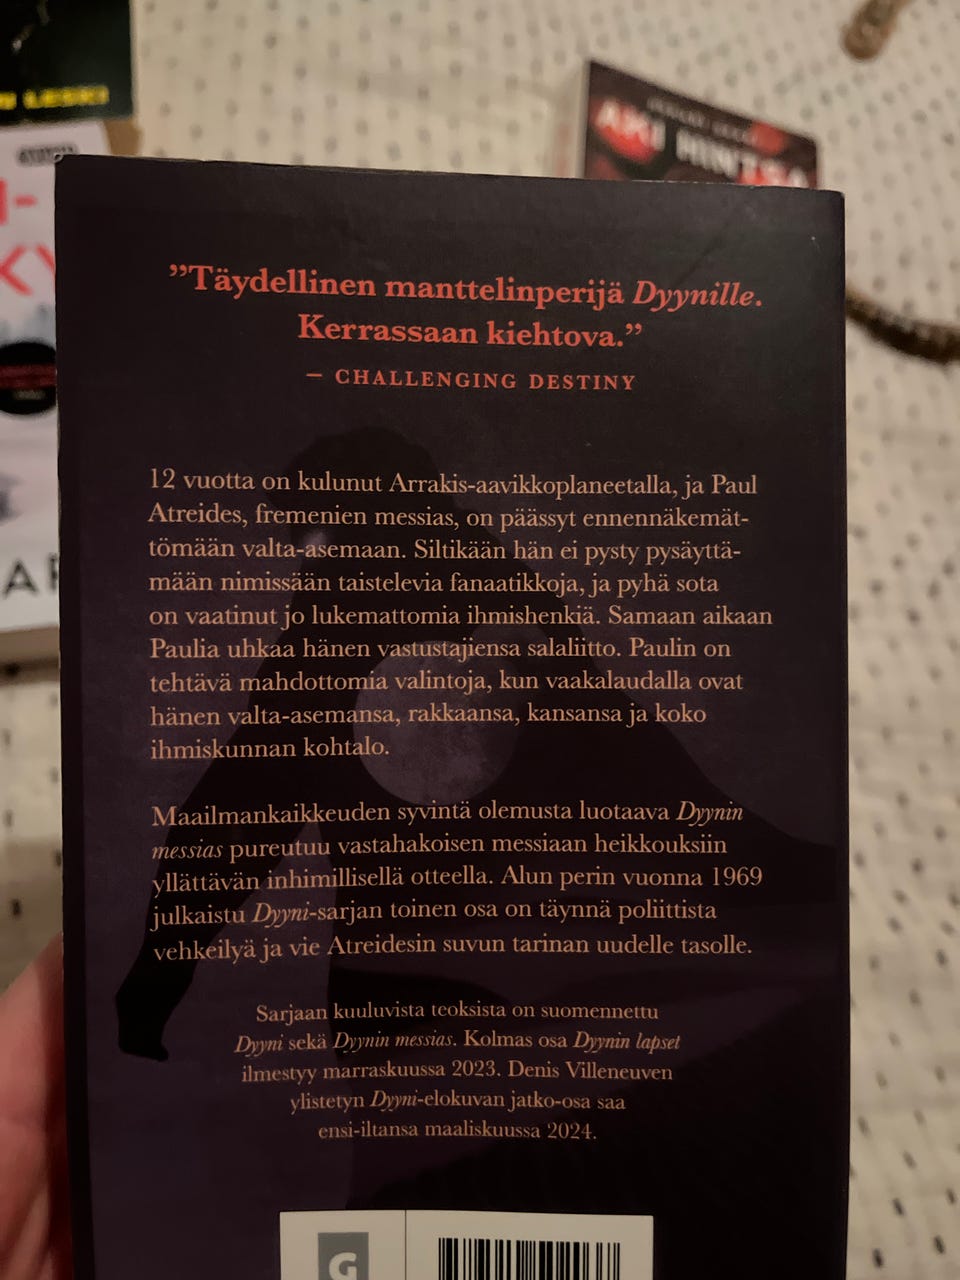 LESKI
AKI HINTSA
”Täydellinen manttelinperijä Dyynille.
Kerrassaan kiehtova.”
— CHALLENGING DESTINY
12 vuotta on kulunut Arrakis-aavikkoplaneetalla, ja Paul
Atreides, fremenien messias, on päässyt ennennäkemät-
tömään valta-asemaan. Siltikään hän ei pysty pysäyttä-
mään nimissään taistelevia fanaatikkoja, ja pyhä sota
on vaatinut jo lukemattomia ihmishenkiä. Samaan aikaan
Paulia uhkaa hänen vastustajiensa salaliitto. Paulin on
tehtävä mahdottomia valintoja, kun vaakalaudalla ovat
hänen valta-asemansa, rakkaansa, kansansa ja koko
ihmiskunnan kohtalo.
Maailmankaikkeuden syvintä olemusta luotaava Dyynin
messias pureutuu vastahakoisen messiaan heikkouksiin
yllättävän inhimillisellä otteella. Alun perin vuonna 1969
julkaistu Dyyni-sarjan toinen osa on täynnä poliittista
vehkeilyä ja vie Atreidesin suvun tarinan uudelle tasolle.
Sarjaan kuuluvista teoksista on suomennettu
Dyyni sekä Dyynin messias. Kolmas osa Dyynin lapset
ilmestyy marraskuussa 2023. Denis Villeneuven
ylistetyn Dyyni-elokuvan jatko-osa saa
ensi-iltansa maaliskuussa 2024.
G